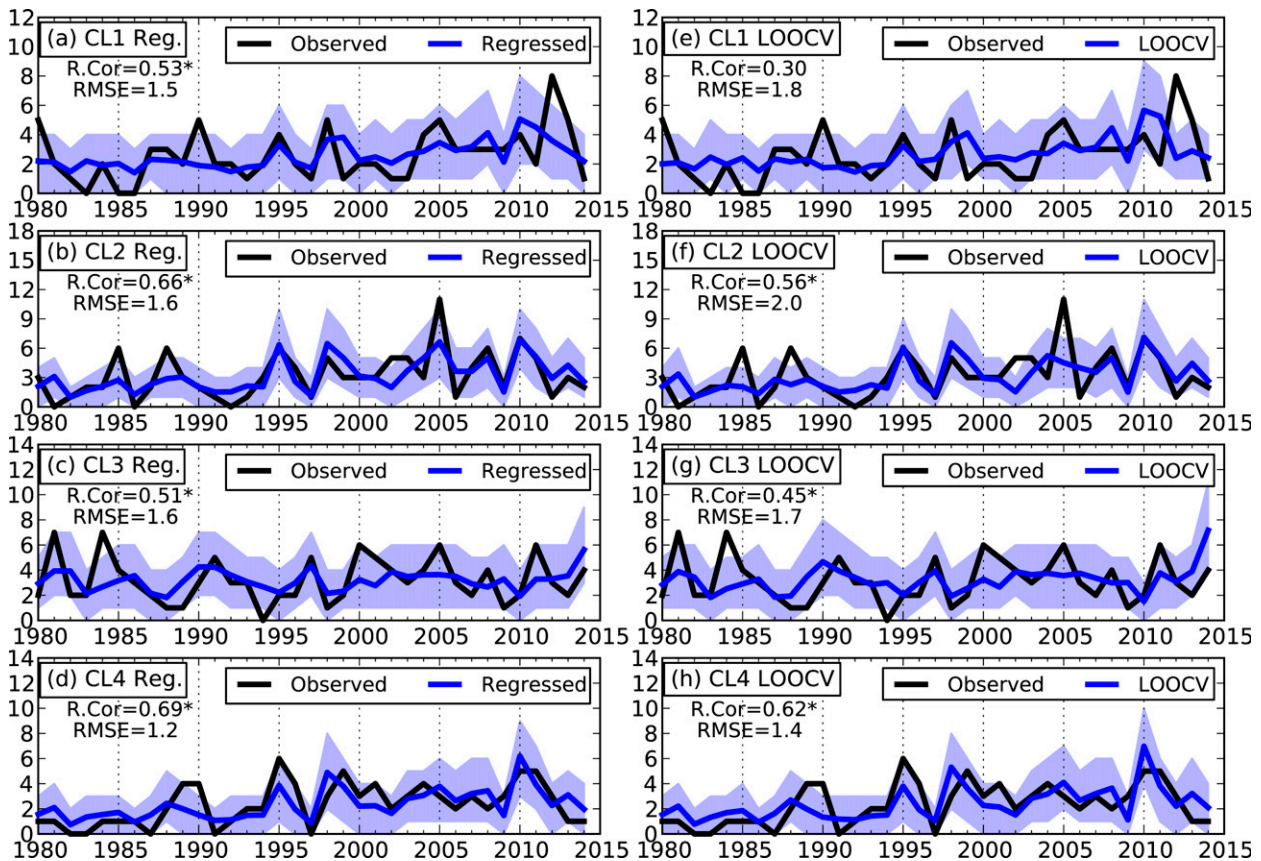 (a) CL1 Reg.
Observed Regressed
R.Cor=0.53*
RMSE=1.5
12
10
8
6
4
2
0
1980 1985 1990 1995 2000 2005 2010 2015
(e) CL1 LOOCV
Observed LOOCV
R.Cor=0.30
RMSE=1.8
12
10
8
6
4
2
0
1980 1985 1990 1995 2000 2005 2010 2015
(b) CL2 Reg.
Observed Regressed
R.Cor=0.66*
RMSE=1.6
18
15
12
9
6
3
0
1980 1985 1990 1995 2000 2005 2010 2015
(f) CL2 LOOCV
Observed LOOCV
R.Cor=0.56*
RMSE=2.0
18
15
12
9
6
3
0
1980 1985 1990 1995 2000 2005 2010 2015
(c) CL3 Reg.
Observed Regressed
R.Cor=0.51*
RMSE=1.6
14
12
10
8
6
4
2
0
1980 1985 1990 1995 2000 2005 2010 2015
(g) CL3 LOOCV
Observed LOOCV
R.Cor=0.45*
RMSE=1.7
14
12
10
8
6
4
2
0
1980 1985 1990 1995 2000 2005 2010 2015
(d) CL4 Reg.
Observed Regressed
R.Cor=0.69*
RMSE=1.2
14
12
10
8
6
4
2
0
1980 1985 1990 1995 2000 2005 2010 2015
(h) CL4 LOOCV
Observed LOOCV
R.Cor=0.62*
RMSE=1.4
14
12
10
8
6
4
2
0
1980 1985 1990 1995 2000 2005 2010 2015